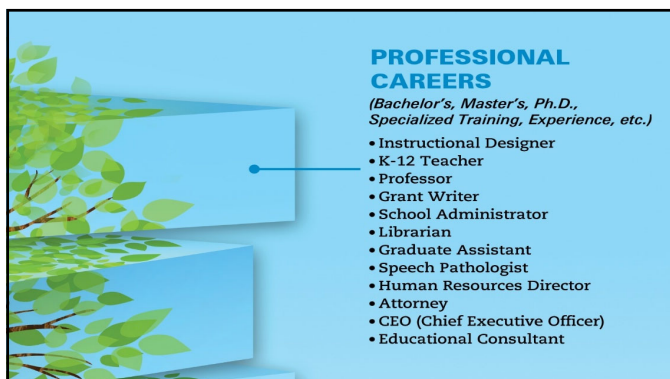 PROFESSIONAL
CAREERS
(Bachelor's, Master's, Ph.D.,
Specialized Training, Experience, etc.)
• Instructional Designer
• K-12 Teacher
• Professor
• Grant Writer
• School Administrator
• Librarian
• Graduate Assistant
• Speech Pathologist
• Human Resources Director
• Attorney
• CEO (Chief Executive Officer)
• Educational Consultant